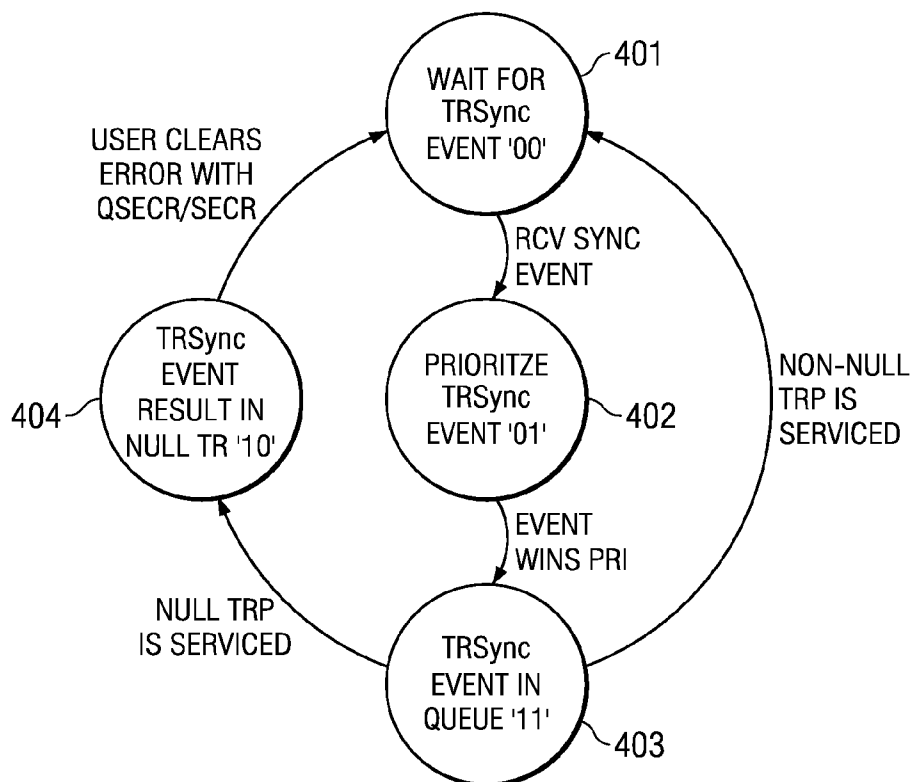 401
WAIT FOR
TRSync
EVENT '00'
USER CLEARS
ERROR WITH
QSECR/SECR
RCV SYNC
EVENT
TRSync
EVENT
RESULT IN
NULL TR '10'
404
PRIORITZE
TRSync
EVENT '01'
402
NON-NULL
TRP IS
SERVICED
EVENT
WINS PRI
NULL TRP
IS SERVICED
TRSync
EVENT IN
QUEUE '11'
403